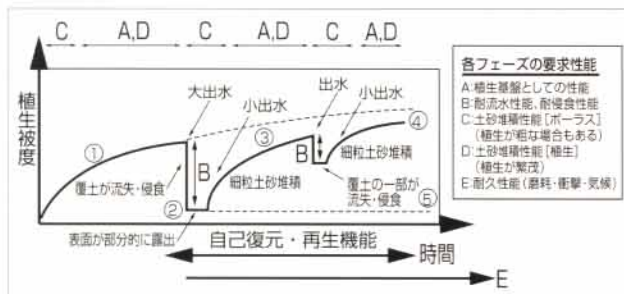 C A,D C A,D C A,D
大出水
出水
小出水
小出水
植生被度
①
③
④
B
B
細粒土砂堆積
細粒土砂堆積
覆土が流失・侵食
覆土の一部が
流失・侵食
②
⑤
表面が部分的に露出
自己復元・再生機能
時間
E
各フェーズの要求性能
A:植生基盤としての性能
B:耐流水性能、耐侵食性能
C:土砂堆積性能[ポーラス]
(植生が粗な場合もある)
D:土砂堆積性能[植生]
(植生が繁茂)
E:耐久性能(磨耗・衝撃・気候)